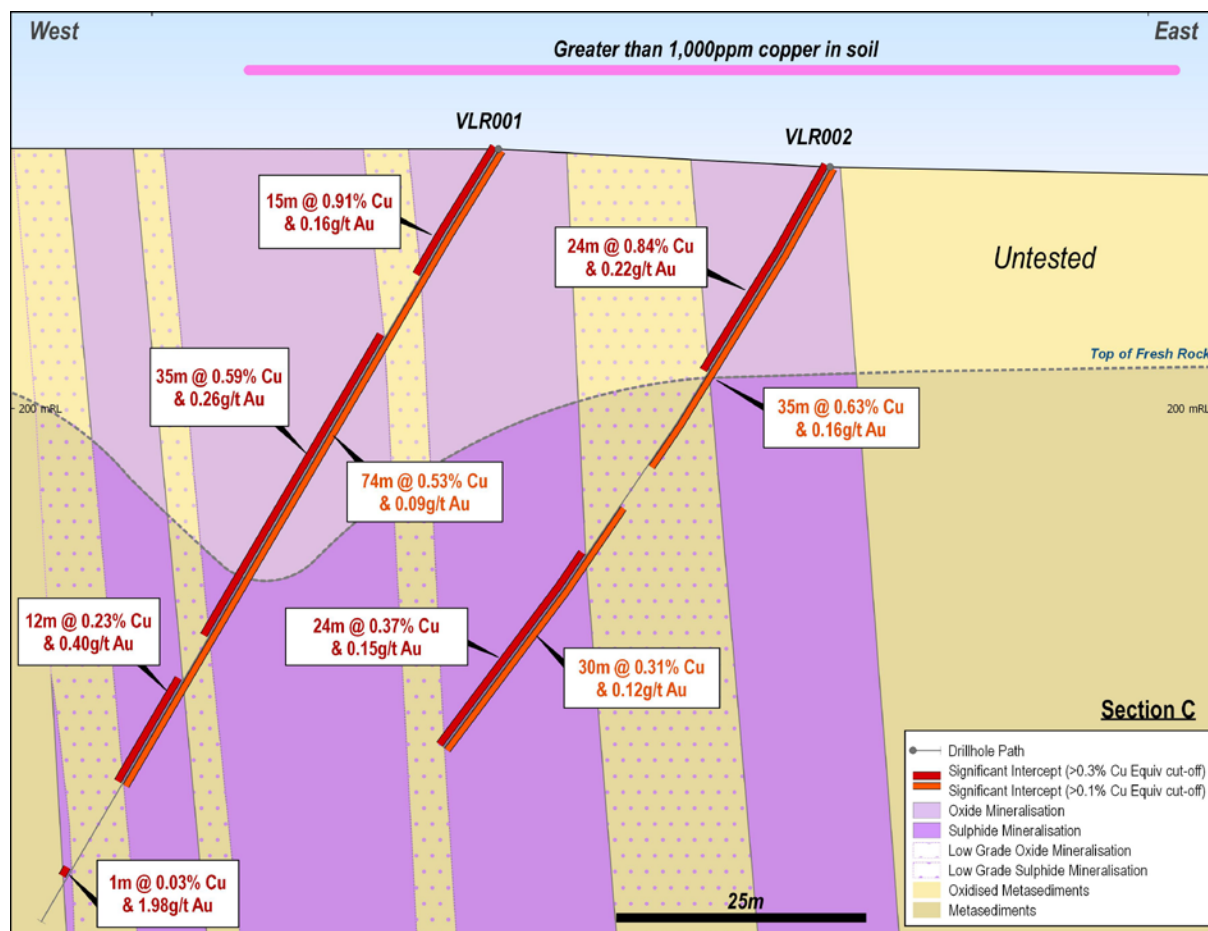 West
East
Greater than 1,000ppm copper in soil
VLR001
VLR002
15m @ 0.91% Cu
& 0.16g/t Au
24m @ 0.84% Cu
& 0.22g/t Au
Untested
Top of Fresh Rock
35m @ 0.59% Cu
& 0.26g/t Au
200 mRL
200 mRL
35m @ 0.63% Cu
& 0.16g/t Au
74m @ 0.53% Cu
& 0.09g/t Au
12m @ 0.23% Cu
& 0.40g/t Au
24m @ 0.37% Cu
& 0.15g/t Au
30m @ 0.31% Cu
& 0.12g/t Au
1m @ 0.03% Cu
& 1.98g/t Au
25m
Section C
Drillhole Path
Significant Intercept (>0.3% Cu Equiv cut-off)
Significant Intercept (>0.1% Cu Equiv cut-off)
Oxide Mineralisation
Sulphide Mineralisation
Low Grade Oxide Mineralisation
Low Grade Sulphide Mineralisation
Oxidised Metasediments
Metasediments